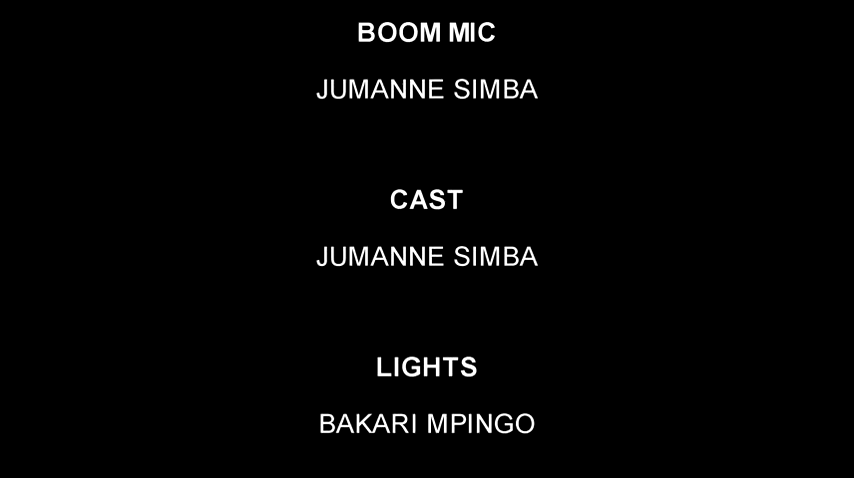 BOOM MIC
JUMANNE SIMBA
CAST
JUMANNE SIMBA
LIGHTS
BAKARI MPINGO